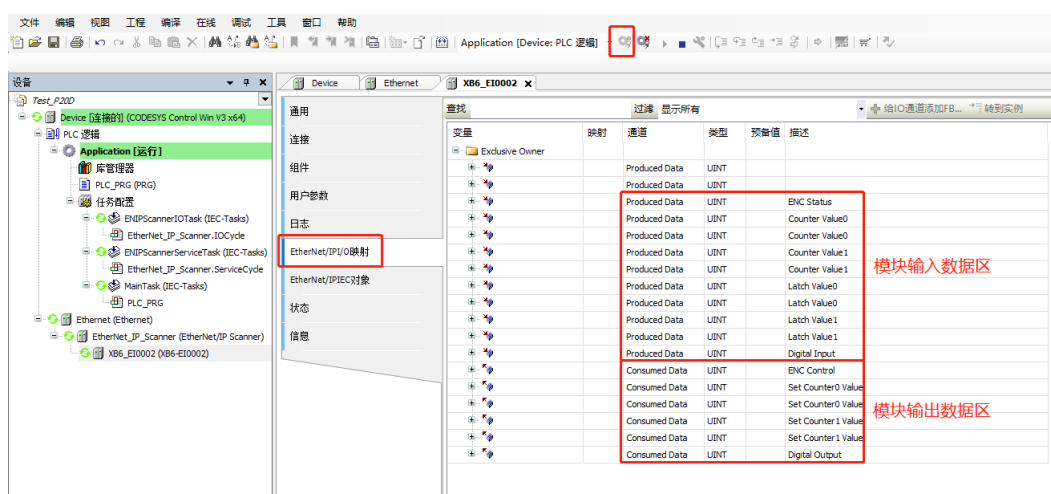 文件 编辑 视图 工程 编译 在线 调试 工具 窗口 帮助
Application [Device: PLC 逻辑]
设备
Device
Ethernet
XB6_EI0002
Test_P20D
Device [连接的] (CODESYS Control Win V3 x64)
PLC 逻辑
Application [运行]
库管理器
PLC_PRG (PRG)
任务配置
ENIPScannerIOTask (IEC-Tasks)
EtherNet_IP_Scanner.IOCycle
ENIPScannerServiceTask (IEC-Tasks)
EtherNet_IP_Scanner.ServiceCycle
MainTask (IEC-Tasks)
PLC_PRG
Ethernet (Ethernet)
EtherNet_IP_Scanner (EtherNet/IP Scanner)
XB6_EI0002 (XB6-EI0002)
通用
连接
组件
用户参数
日志
EtherNet/IPI/O映射
EtherNet/IPIEC对象
状态
信息
查找 过滤 显示所有 给IO通道添加FB... 转到实例
变量 映射 通道 类型 预备值 描述
Exclusive Owner
Produced Data UINT
Produced Data UINT
Produced Data UINT ENC Status
Produced Data UINT Counter Value0
Produced Data UINT Counter Value0
Produced Data UINT Counter Value1
Produced Data UINT Counter Value1
Produced Data UINT Latch Value0
Produced Data UINT Latch Value0
Produced Data UINT Latch Value1
Produced Data UINT Latch Value1
Produced Data UINT Digital Input
Consumed Data UINT ENC Control
Consumed Data UINT Set Counter0 Value
Consumed Data UINT Set Counter0 Value
Consumed Data UINT Set Counter1 Value
Consumed Data UINT Set Counter1 Value
Consumed Data UINT Digital Output
模块输入数据区
模块输出数据区